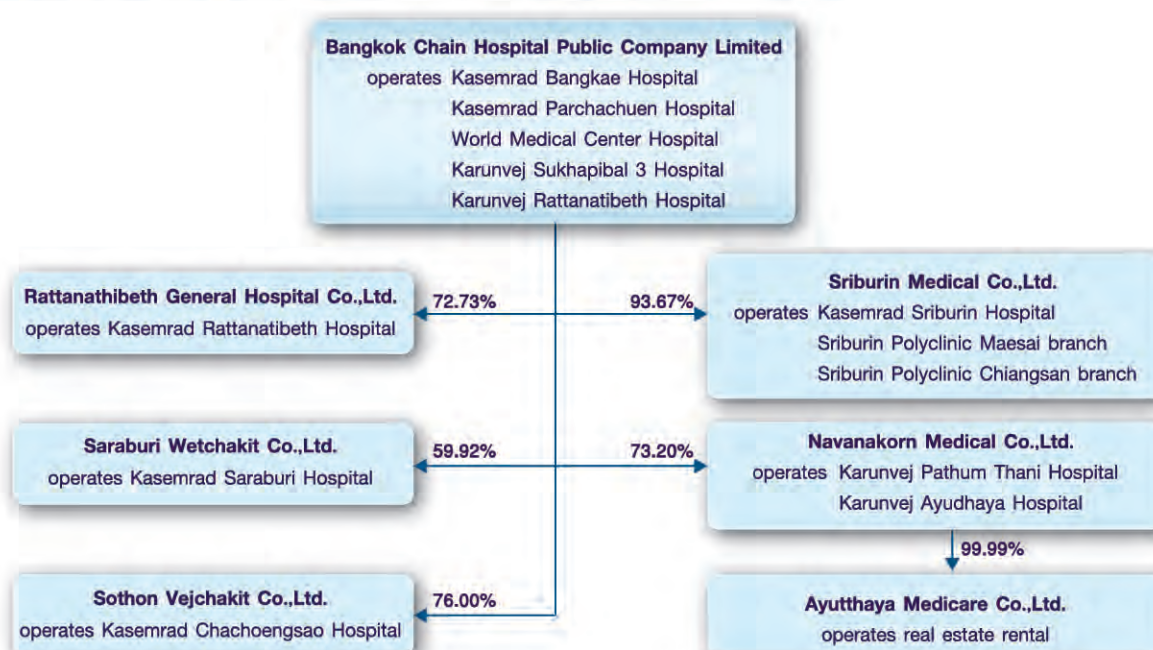 Bangkok Chain Hospital Public Company Limited
operates Kasemrad Bangkae Hospital
Kasemrad Parchachuen Hospital
World Medical Center Hospital
Karunvej Sukhapibal 3 Hospital
Karunvej Rattanatibeth Hospital
Rattanathibeth General Hospital Co.,Ltd.
operates Kasemrad Rattanatibeth Hospital
72.73%
93.67%
Sriburin Medical Co.,Ltd.
operates Kasemrad Sriburin Hospital
Sriburin Polyclinic Maesai branch
Sriburin Polyclinic Chiangsan branch
Saraburi Wetchakit Co.,Ltd.
operates Kasemrad Saraburi Hospital
59.92%
73.20%
Navanakorn Medical Co.,Ltd.
operates Karunvej Pathum Thani Hospital
Karunvej Ayudhaya Hospital
99.99%
Sothon Vejchakit Co.,Ltd.
operates Kasemrad Chachoengsao Hospital
76.00%
Ayutthaya Medicare Co.,Ltd.
operates real estate rental